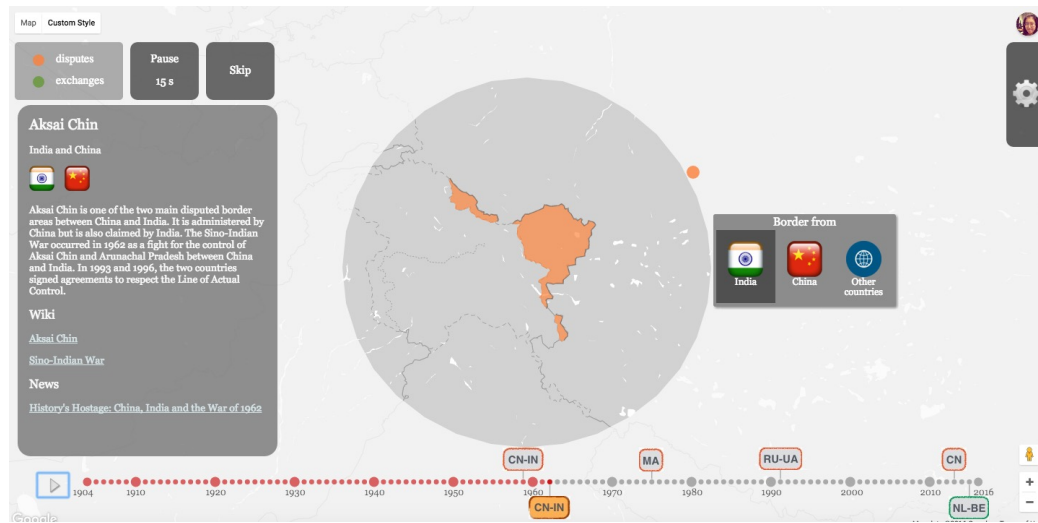 Map Custom Style
disputes
exchanges
Pause
15 s
Skip
Aksai Chin
India and China
Aksai Chin is one of the two main disputed border
areas between China and India. It is administered by
China but is also claimed by India. The Sino-Indian
War occurred in 1962 as a fight for the control of
Aksai Chin and Arunachal Pradesh between China
and India. In 1993 and 1996, the two countries
signed agreements to respect the Line of Actual
Control.
Wiki
Aksai Chin
Sino-Indian War
News
History's Hostage: China, India and the War of 1962
Border from
India
China
Other
countries
CN-IN
MA
RU-UA
CN
1904 1910 1920 1930 1940 1950 1960 1970 1980 1990 2000 2010 2016
CN-IN
NL-BE
Google